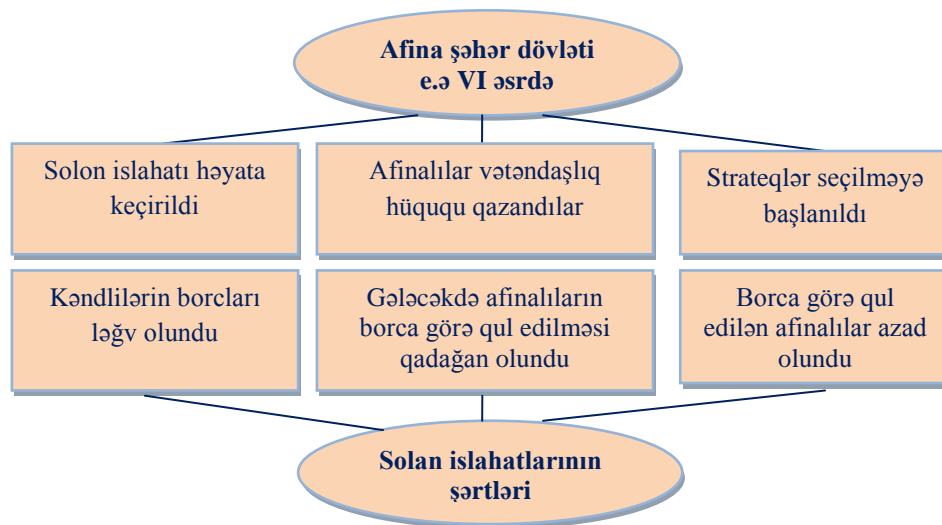 Afina şəhər dövləti
e.ə VI əsrdə
Solon islahatı həyata
keçirildi
Afinalılar vətəndaşlıq
hüququ qazandılar
Strateqlər seçilməyə
başlanıldı
Kəndlilərin borcları
ləğv olundu
Gələcəkdə afinalıların
borca görə qul edilməsi
qadağan olundu
Borca görə qul
edilən afinalılar azad
olundu
Solan islahatlarının
şərtləri